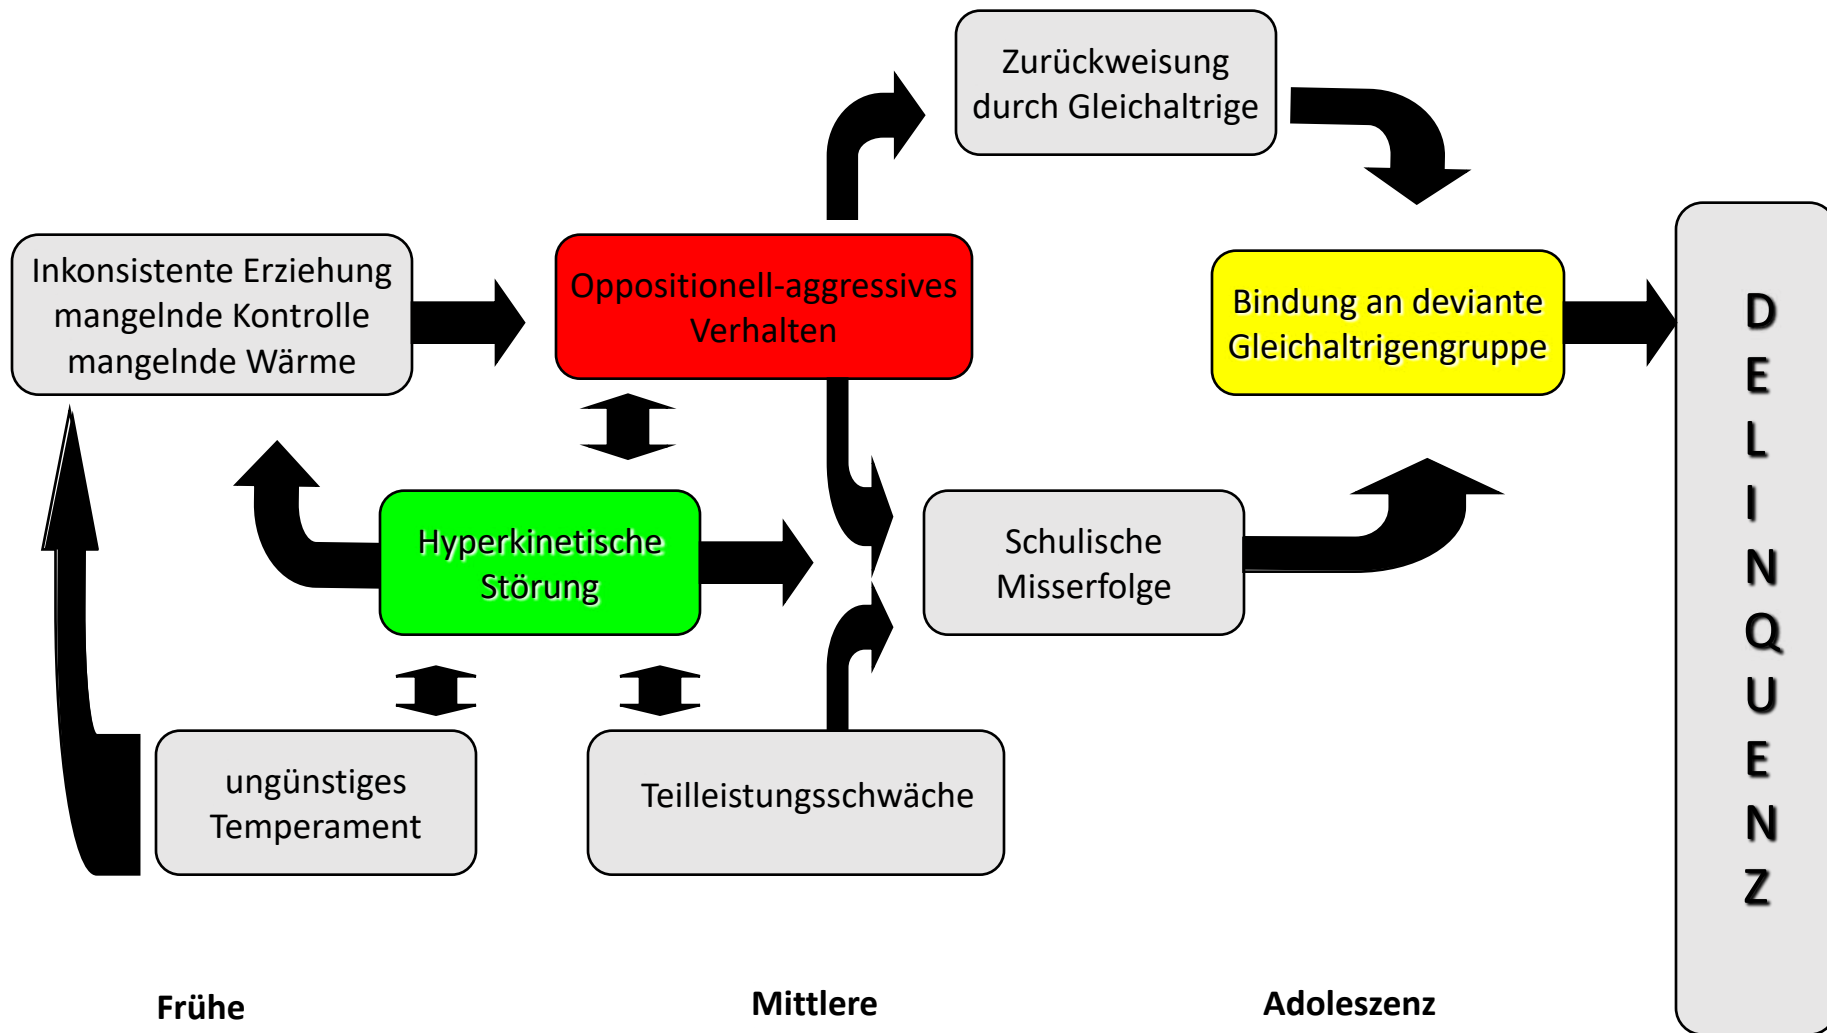 Zurückweisung
durch Gleichaltrige
Inkonsistente Erziehung
mangelnde Kontrolle
mangelnde Wärme
Oppositionell-aggressives
Verhalten
Bindung an deviante
Gleichaltrigengruppe
Hyperkinetische
Störung
Schulische
Misserfolge
ungünstiges
Temperament
Teilleistungsschwäche
D
E
L
I
N
Q
U
E
N
Z
Frühe
Mittlere
Adoleszenz